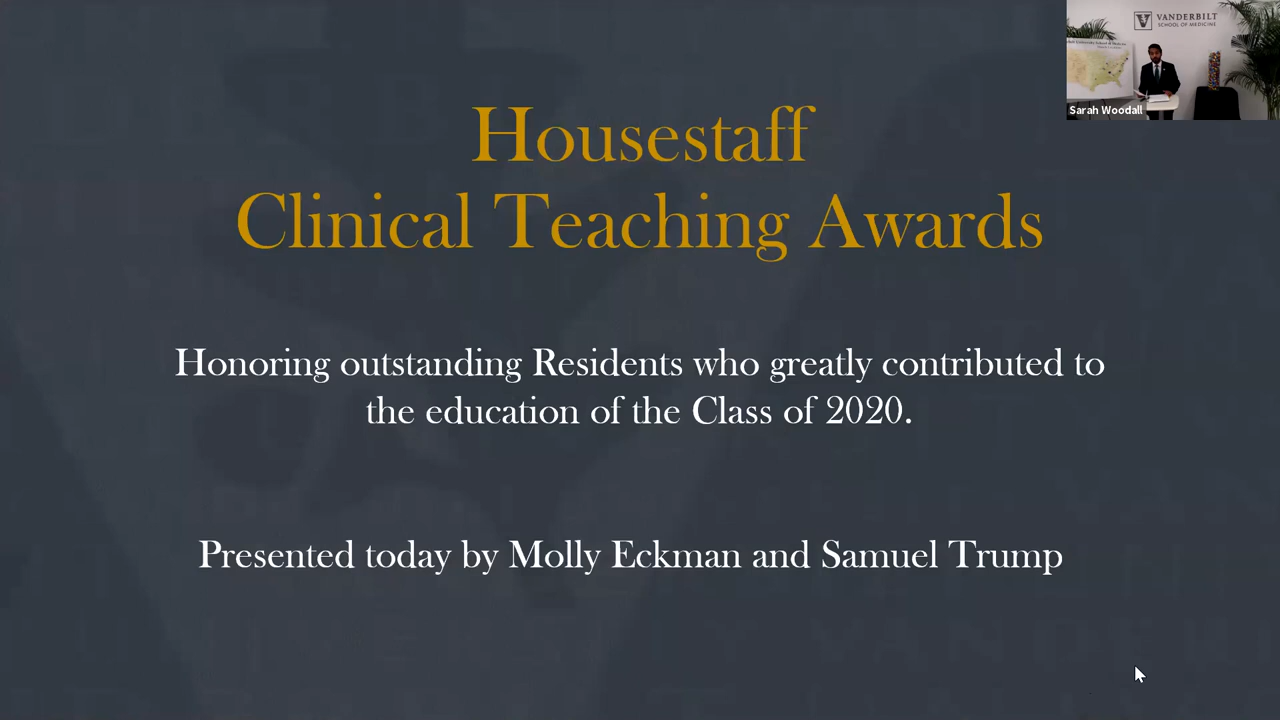 VANDERBILT
SCHOOL OF MEDICINE
Sarah Woodall
Housestaff
Clinical Teaching Awards
Honoring outstanding Residents who greatly contributed to
the education of the Class of 2020.
Presented today by Molly Eckman and Samuel Trump